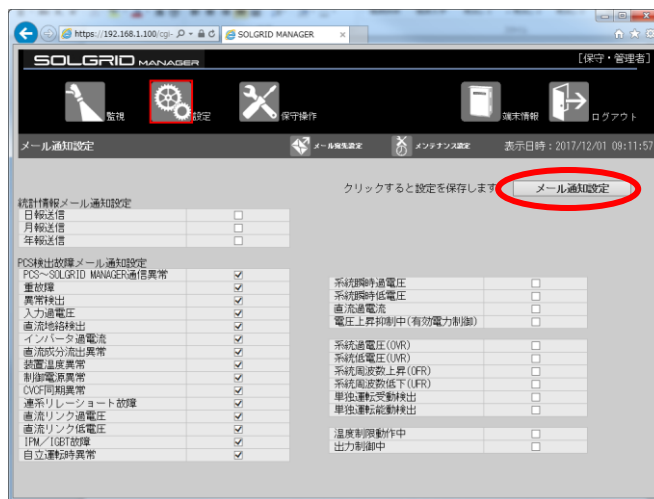 https://192.168.1.100/cgi-
SOLGRID MANAGER
×
SOLGRID MANAGER
[保守・管理者]
監視
設定
保守操作
端末情報
ログアウト
メール通知設定
メール宛先設定
メンテナンス設定
表示日時：2017/12/01 09:11:57
クリックすると設定を保存します
メール通知設定
統計情報メール通知設定
日報送信
月報送信
年報送信
PCS検出故障メール通知設定
PCS～SOLGRID MANAGER通信異常
重故障
異常検出
入力過電圧
直流地絡検出
インバータ過電流
直流成分流出異常
装置温度異常
制御電源異常
CVCF同期異常
連系リレーショート故障
直流リンク過電圧
直流リンク低電圧
IPM／IGBT故障
自立運転時異常
系統瞬時過電圧
系統瞬時低電圧
直流過電流
電圧上昇抑制中(有効電力制御)
系統過電圧(OVR)
系統低電圧(UVR)
系統周波数上昇(OFR)
系統周波数低下(UFR)
単独運転受動検出
単独運転能動検出
温度制限動作中
出力制御中